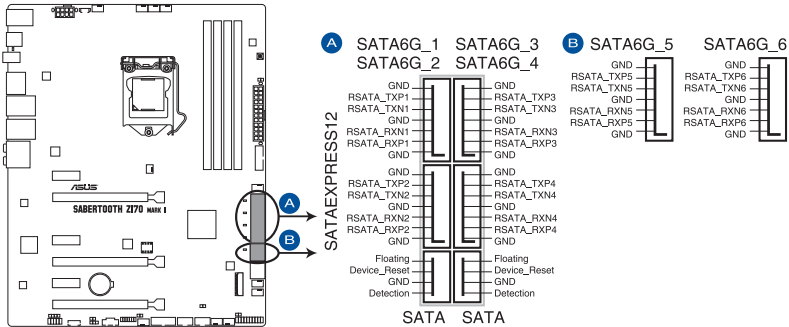 ASUS
SABERTOOTH Z170 MARK 1
A
B
A
SATA6G_1 SATA6G_3
SATA6G_2 SATA6G_4
SATAEXPRESS12
GND
RSATA_TXP1
RSATA_TXN1
GND
RSATA_RXN1
RSATA_RXP1
GND
GND
RSATA_TXP3
RSATA_TXN3
GND
RSATA_RXN3
RSATA_RXP3
GND
GND
RSATA_TXP2
RSATA_TXN2
GND
RSATA_RXN2
RSATA_RXP2
GND
GND
RSATA_TXP4
RSATA_TXN4
GND
RSATA_RXN4
RSATA_RXP4
GND
Floating
Device_Reset
GND
Detection
Floating
Device_Reset
GND
Detection
SATA SATA
B
SATA6G_5
GND
RSATA_TXP5
RSATA_TXN5
GND
RSATA_RXN5
RSATA_RXP5
GND
SATA6G_6
GND
RSATA_TXP6
RSATA_TXN6
GND
RSATA_RXN6
RSATA_RXP6
GND